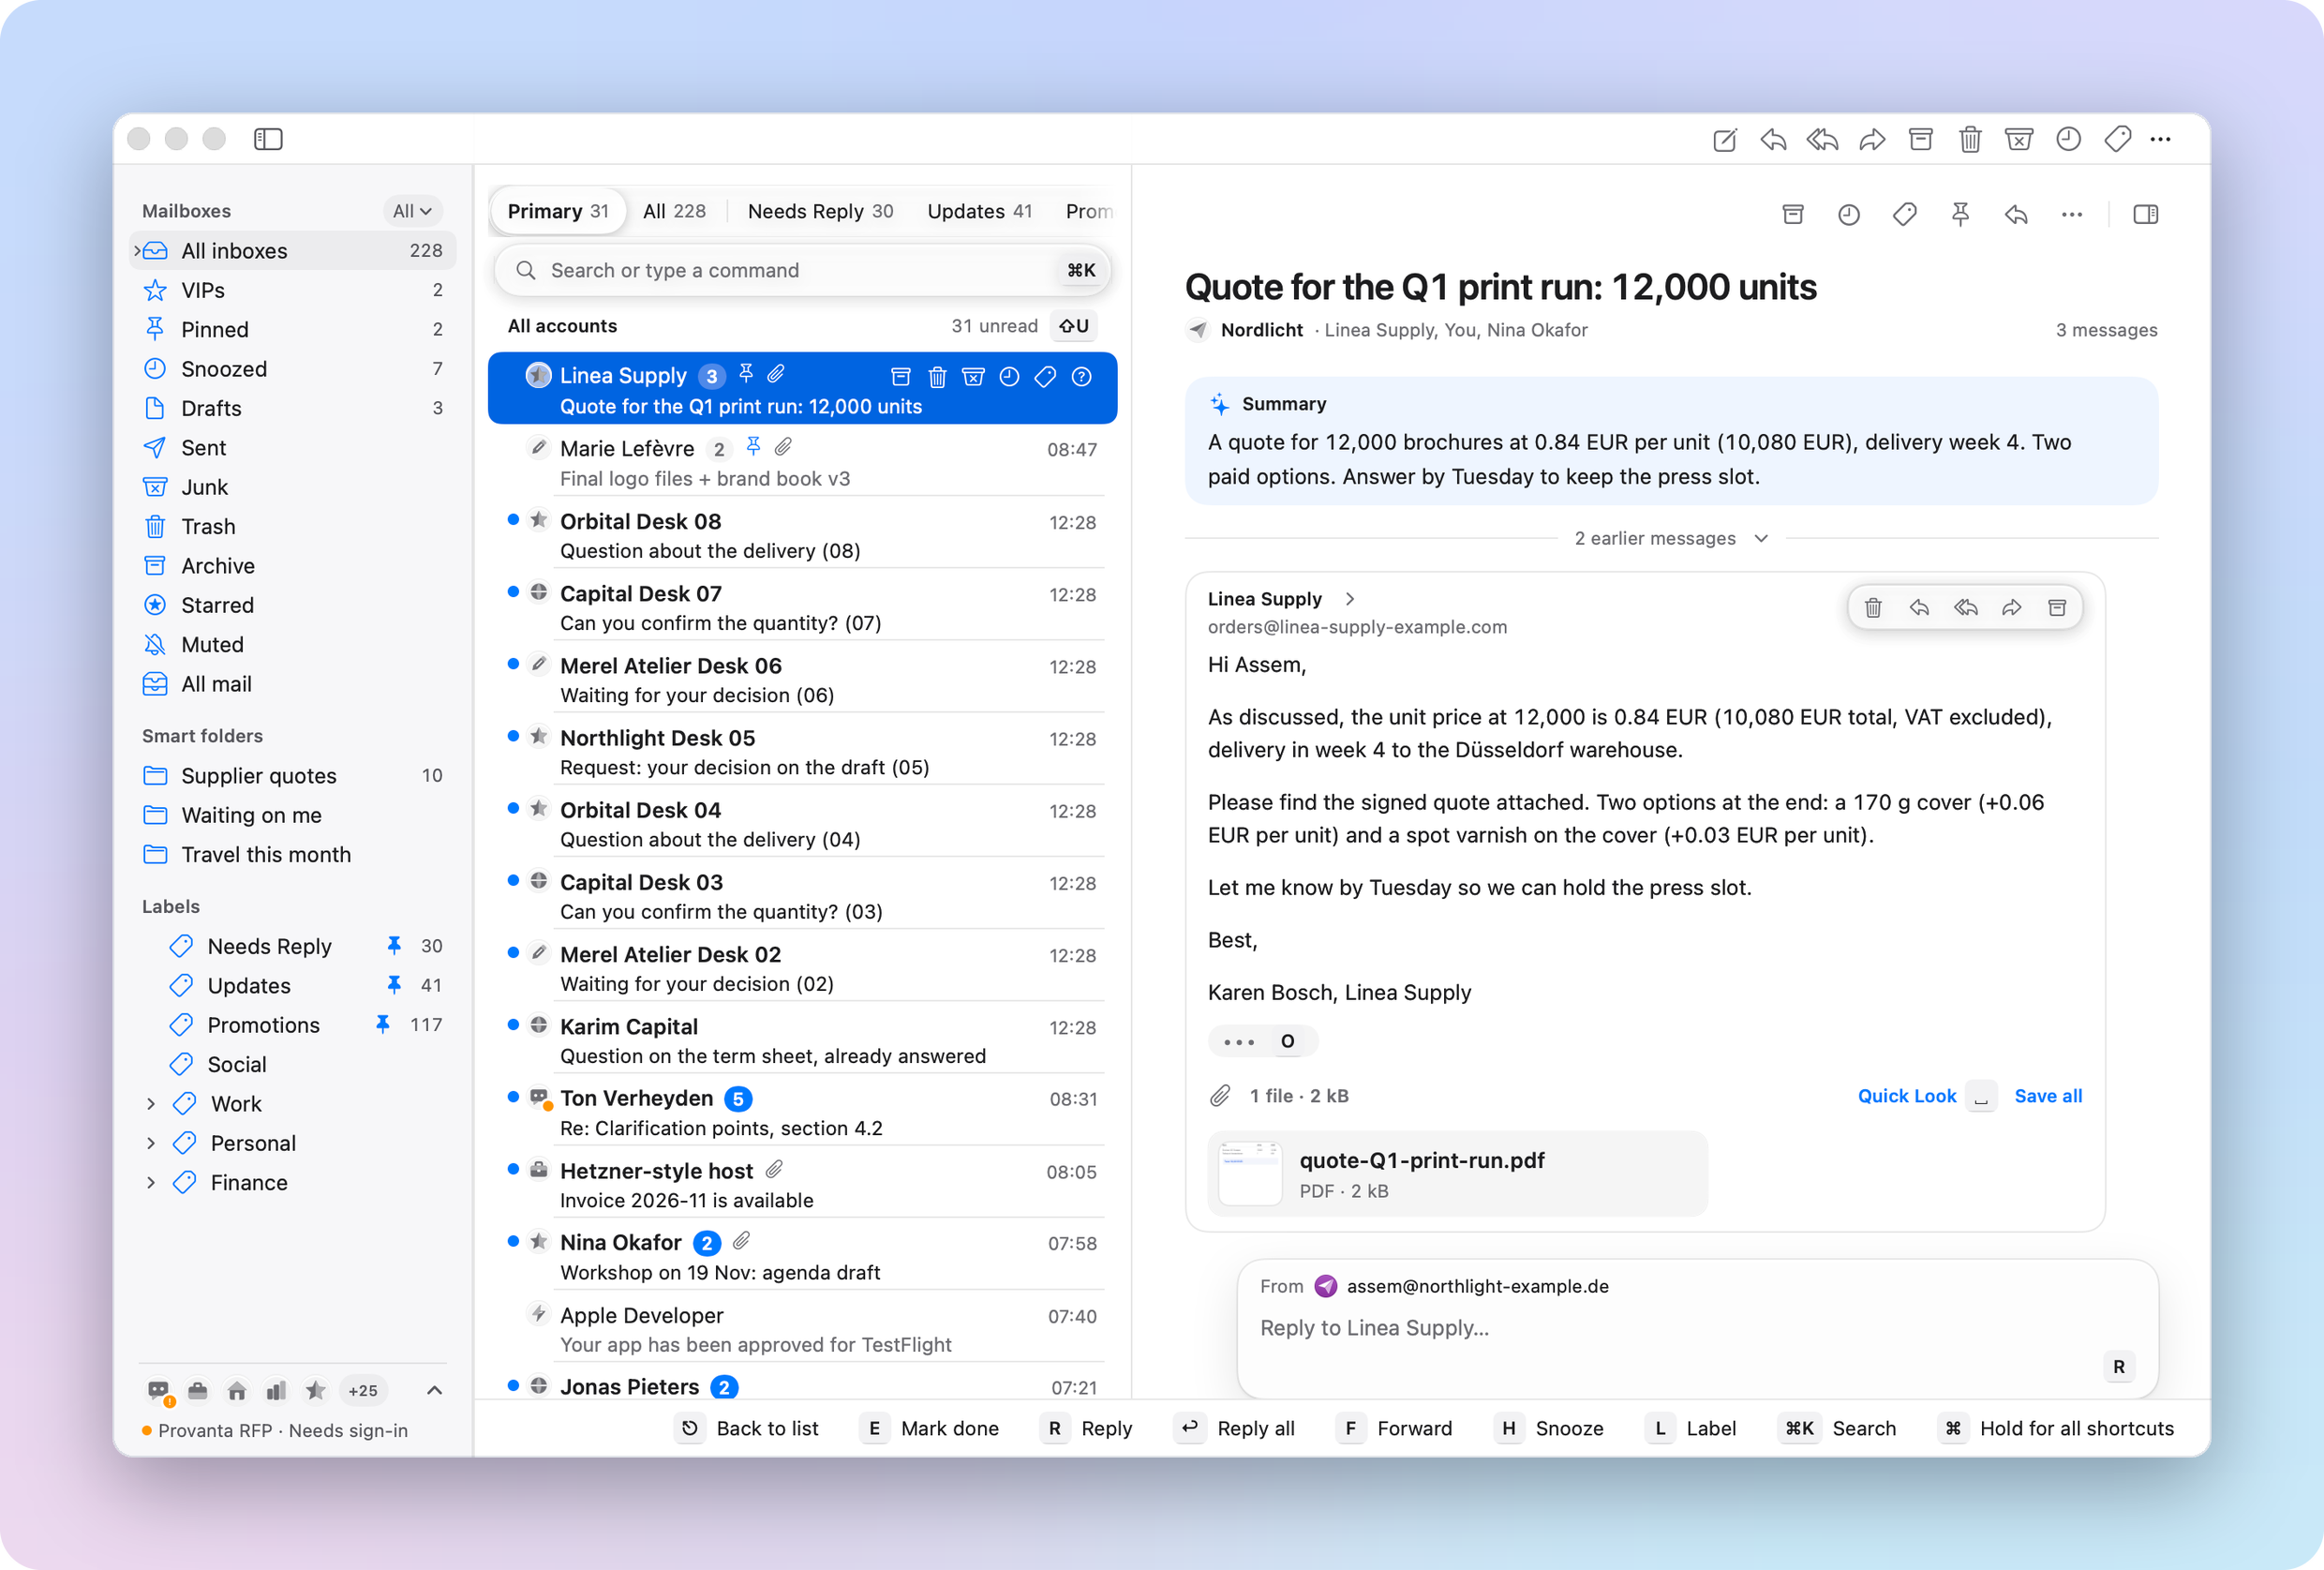 Mailboxes
All
All inboxes 228
VIPs 2
Pinned 2
Snoozed 7
Drafts 3
Sent
Junk
Trash
Archive
Starred
Muted
All mail
Smart folders
Supplier quotes 10
Waiting on me
Travel this month
Labels
Needs Reply 30
Updates 41
Promotions 117
Social
Work
Personal
Finance
+25
Provanta RFP · Needs sign-in
Primary 31 All 228 Needs Reply 30 Updates 41 Prom
Search or type a command ⌘K
All accounts 31 unread ⇧U
Linea Supply 3
Quote for the Q1 print run: 12,000 units
Marie Lefèvre 2 08:47
Final logo files + brand book v3
Orbital Desk 08 12:28
Question about the delivery (08)
Capital Desk 07 12:28
Can you confirm the quantity? (07)
Merel Atelier Desk 06 12:28
Waiting for your decision (06)
Northlight Desk 05 12:28
Request: your decision on the draft (05)
Orbital Desk 04 12:28
Question about the delivery (04)
Capital Desk 03 12:28
Can you confirm the quantity? (03)
Merel Atelier Desk 02 12:28
Waiting for your decision (02)
Karim Capital 12:28
Question on the term sheet, already answered
Ton Verheyden 5 08:31
Re: Clarification points, section 4.2
Hetzner-style host 08:05
Invoice 2026-11 is available
Nina Okafor 2 07:58
Workshop on 19 Nov: agenda draft
Apple Developer 07:40
Your app has been approved for TestFlight
Jonas Pieters 2 07:21
Quote for the Q1 print run: 12,000 units
Nordlicht · Linea Supply, You, Nina Okafor 3 messages
Summary
A quote for 12,000 brochures at 0.84 EUR per unit (10,080 EUR), delivery week 4. Two
paid options. Answer by Tuesday to keep the press slot.
2 earlier messages
Linea Supply
orders@linea-supply-example.com
Hi Assem,
As discussed, the unit price at 12,000 is 0.84 EUR (10,080 EUR total, VAT excluded),
delivery in week 4 to the Düsseldorf warehouse.
Please find the signed quote attached. Two options at the end: a 170 g cover (+0.06
EUR per unit) and a spot varnish on the cover (+0.03 EUR per unit).
Let me know by Tuesday so we can hold the press slot.
Best,
Karen Bosch, Linea Supply
••• O
1 file · 2 kB Quick Look Save all
quote-Q1-print-run.pdf
PDF · 2 kB
From assem@northlight-example.de
Reply to Linea Supply...
R
Back to list E Mark done R Reply Reply all F Forward H Snooze L Label ⌘K Search ⌘ Hold for all shortcuts